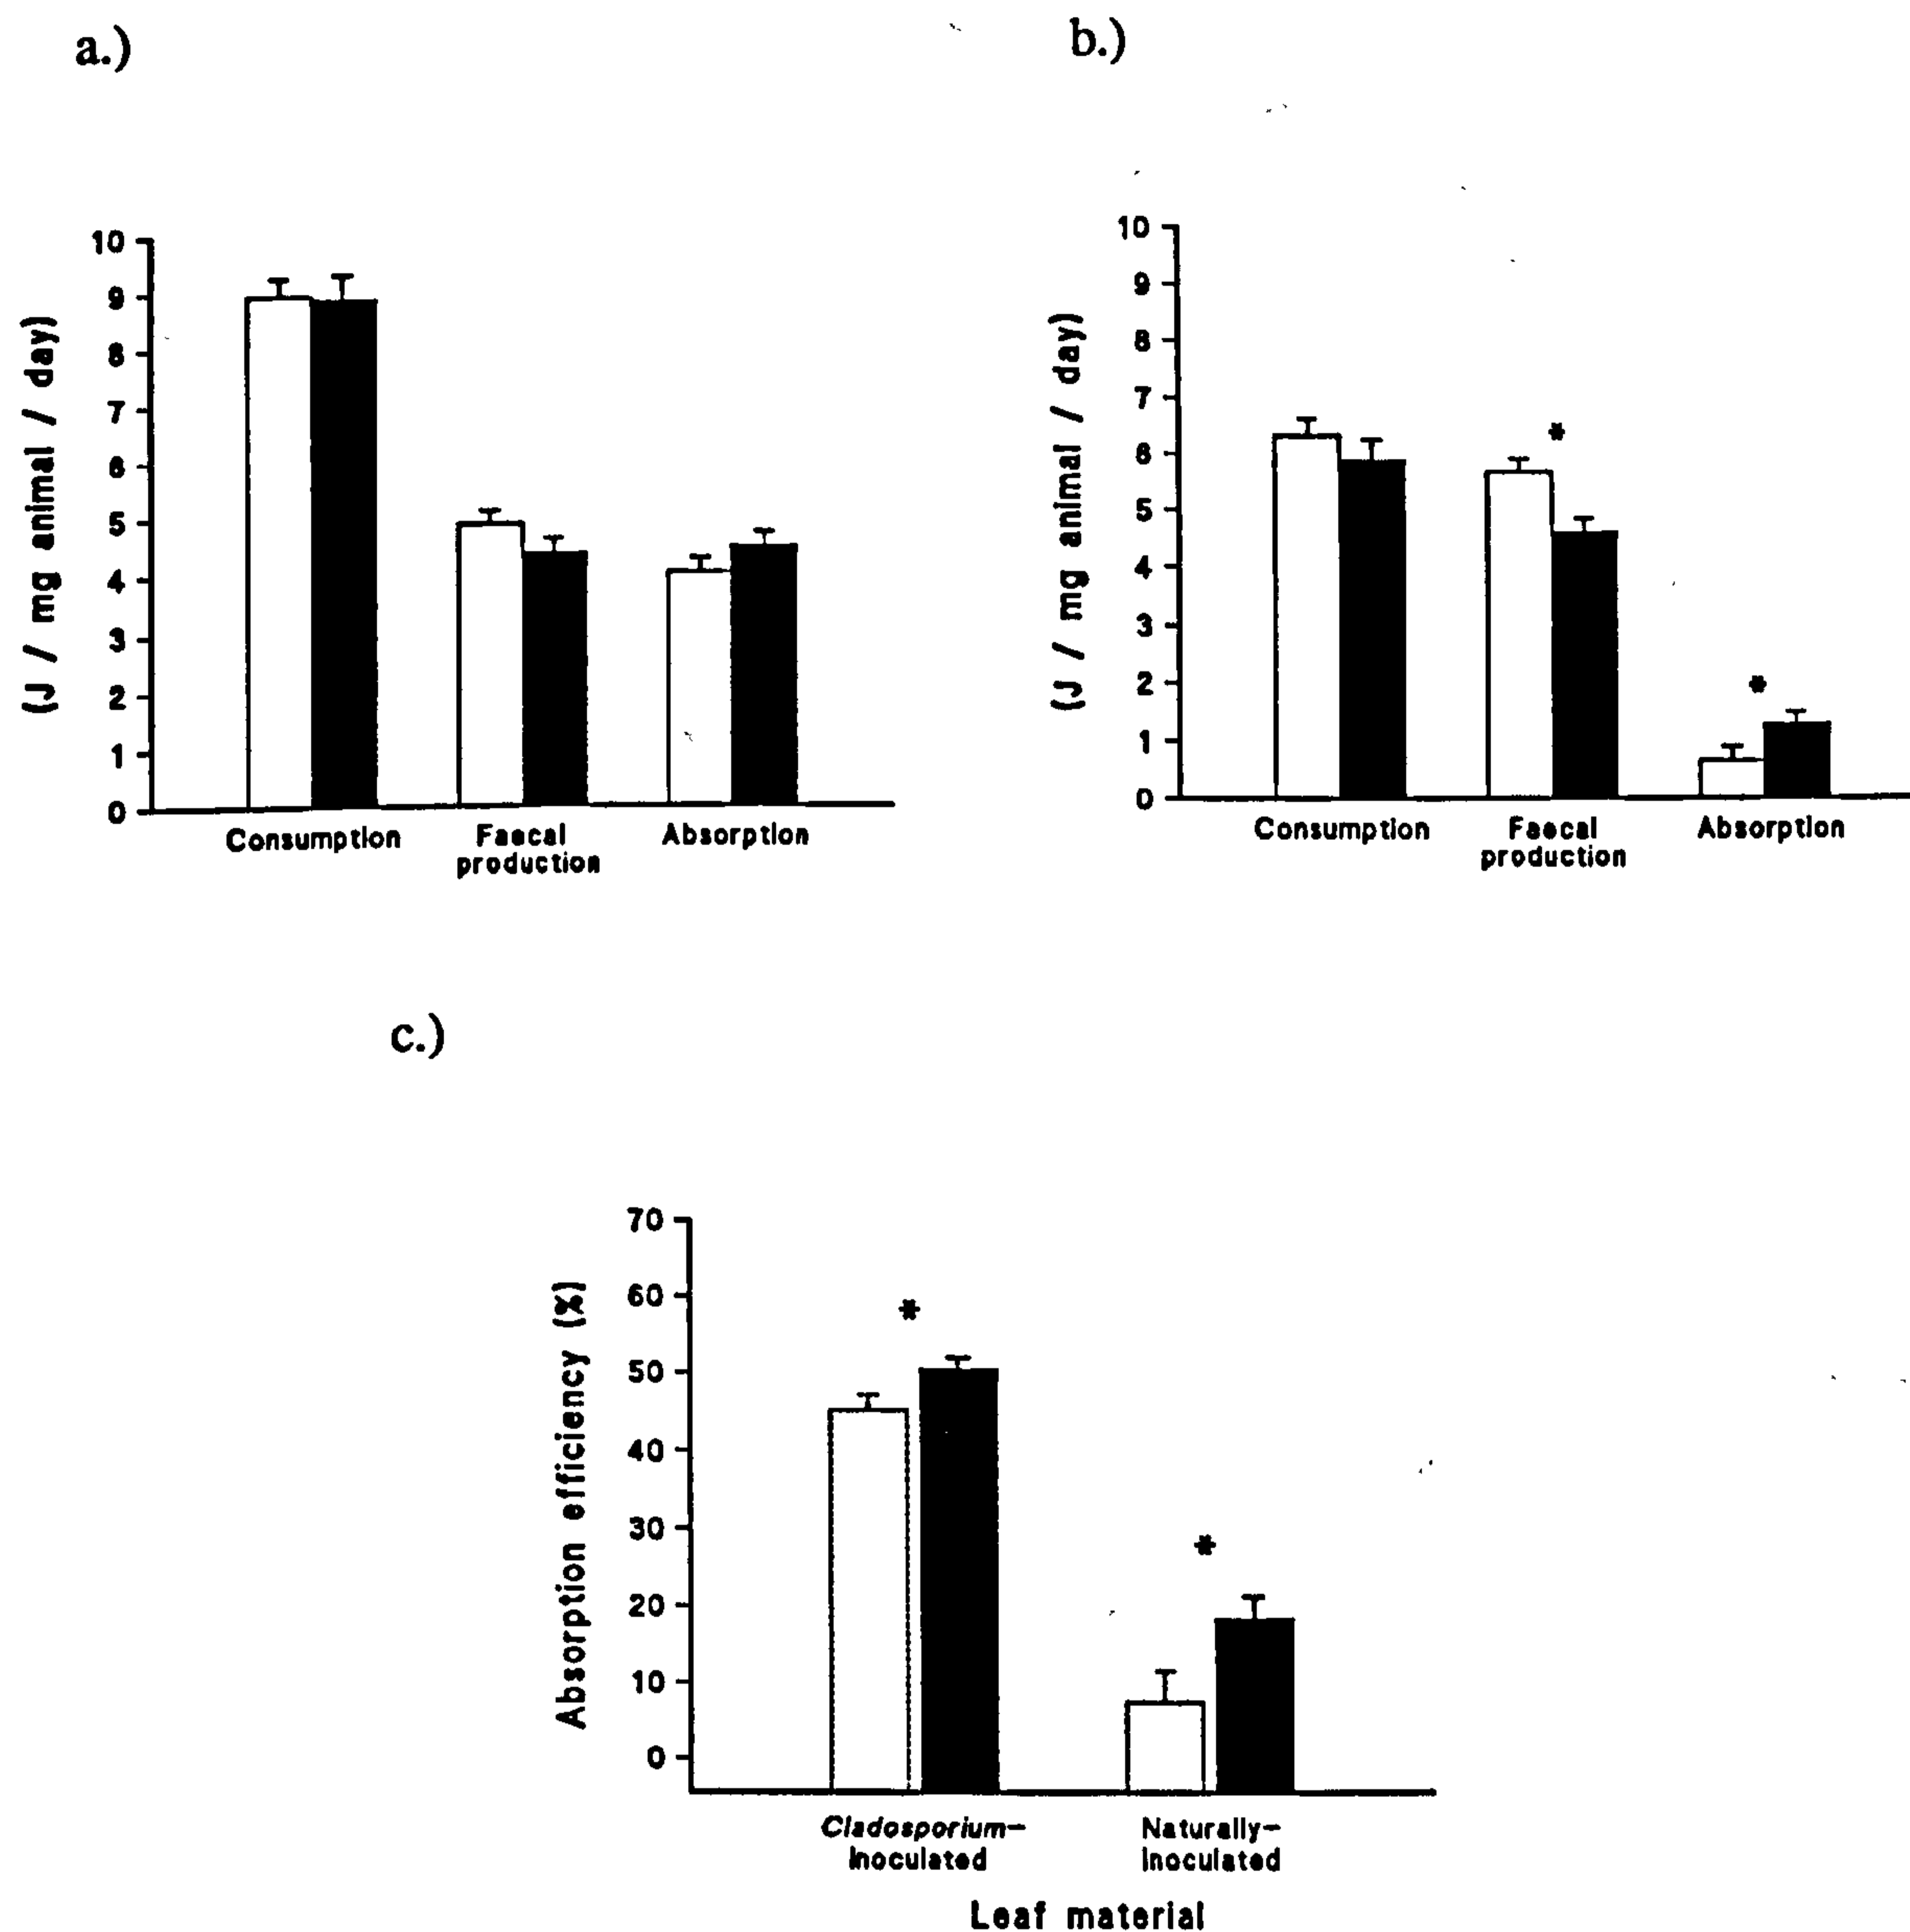 a.)
b.)
10
9
8
7
6
5
4
3
2
1
0
(J / mg animal / day)
Consumption
Faecal
production
Absorption
10
9
8
7
6
5
4
3
2
1
0
(J / mg animal / day)
*
*
Consumption
Faecal
production
Absorption
c.)
70
60
50
40
30
20
10
0
Absorption efficiency (%)
*
*
Cladosporium-
Inoculated
Naturally-
Inoculated
Leaf material